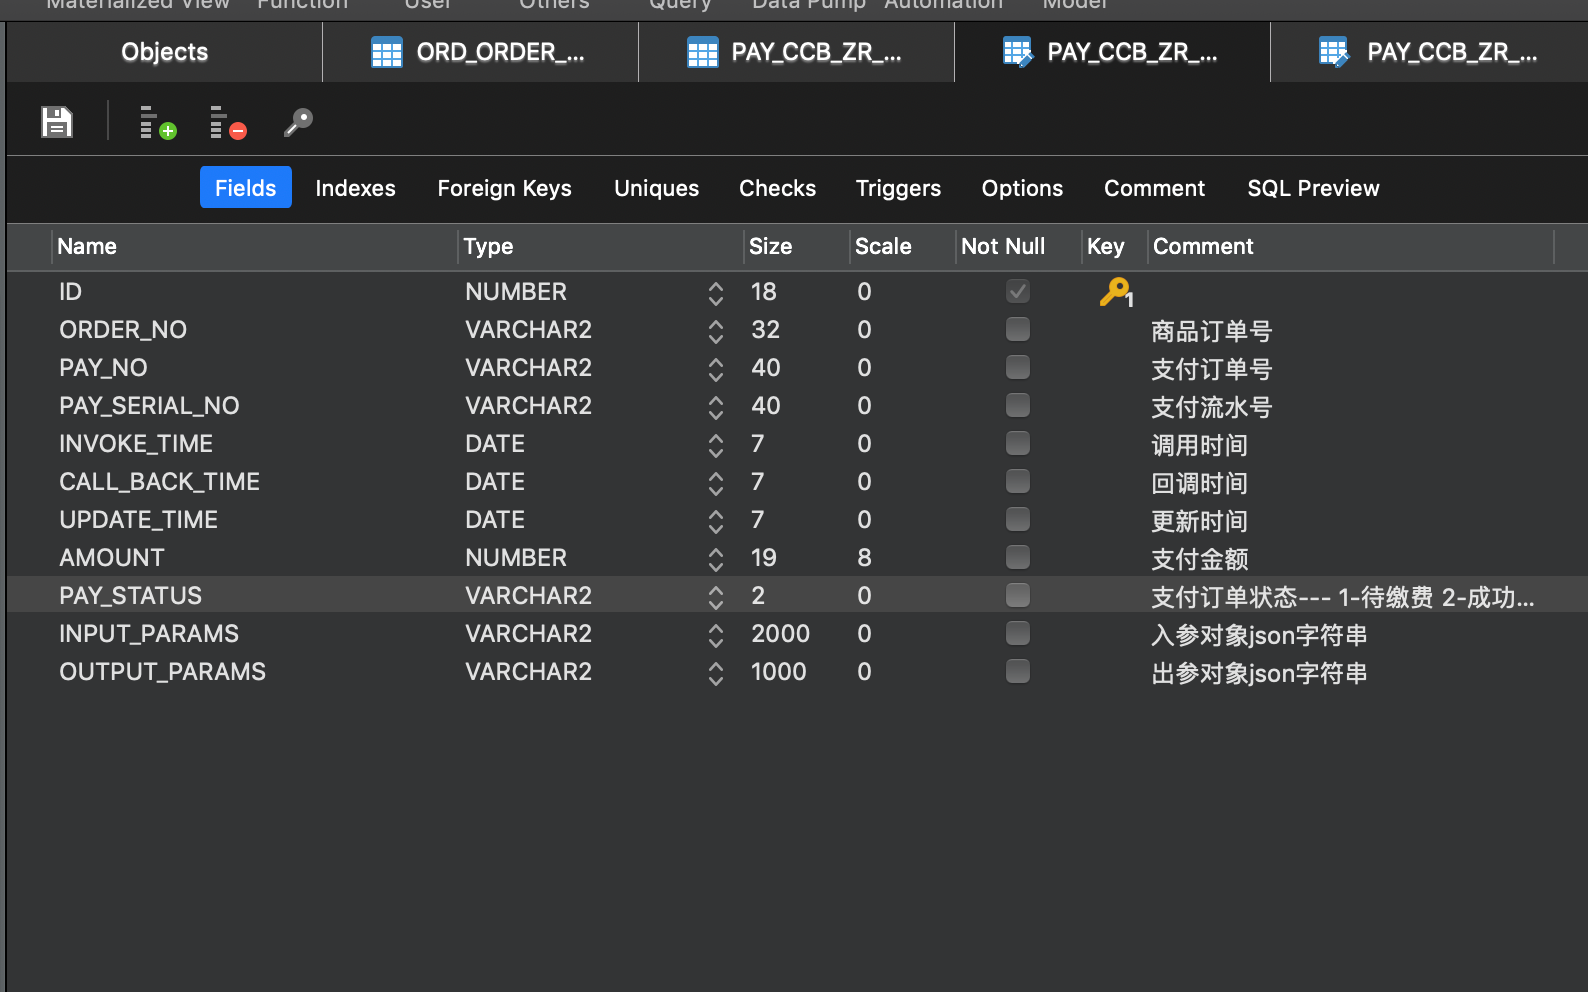 Materialized View Function User Others Query Data Pump Automation Model
Objects ORD_ORDER_... PAY_CCB_ZR_... PAY_CCB_ZR_... PAY_CCB_ZR_...
Fields Indexes Foreign Keys Uniques Checks Triggers Options Comment SQL Preview
Name Type Size Scale Not Null Key Comment
ID NUMBER 18 0 1
ORDER_NO VARCHAR2 32 0 商品订单号
PAY_NO VARCHAR2 40 0 支付订单号
PAY_SERIAL_NO VARCHAR2 40 0 支付流水号
INVOKE_TIME DATE 7 0 调用时间
CALL_BACK_TIME DATE 7 0 回调时间
UPDATE_TIME DATE 7 0 更新时间
AMOUNT NUMBER 19 8 支付金额
PAY_STATUS VARCHAR2 2 0 支付订单状态--- 1-待缴费 2-成功...
INPUT_PARAMS VARCHAR2 2000 0 入参对象json字符串
OUTPUT_PARAMS VARCHAR2 1000 0 出参对象json字符串